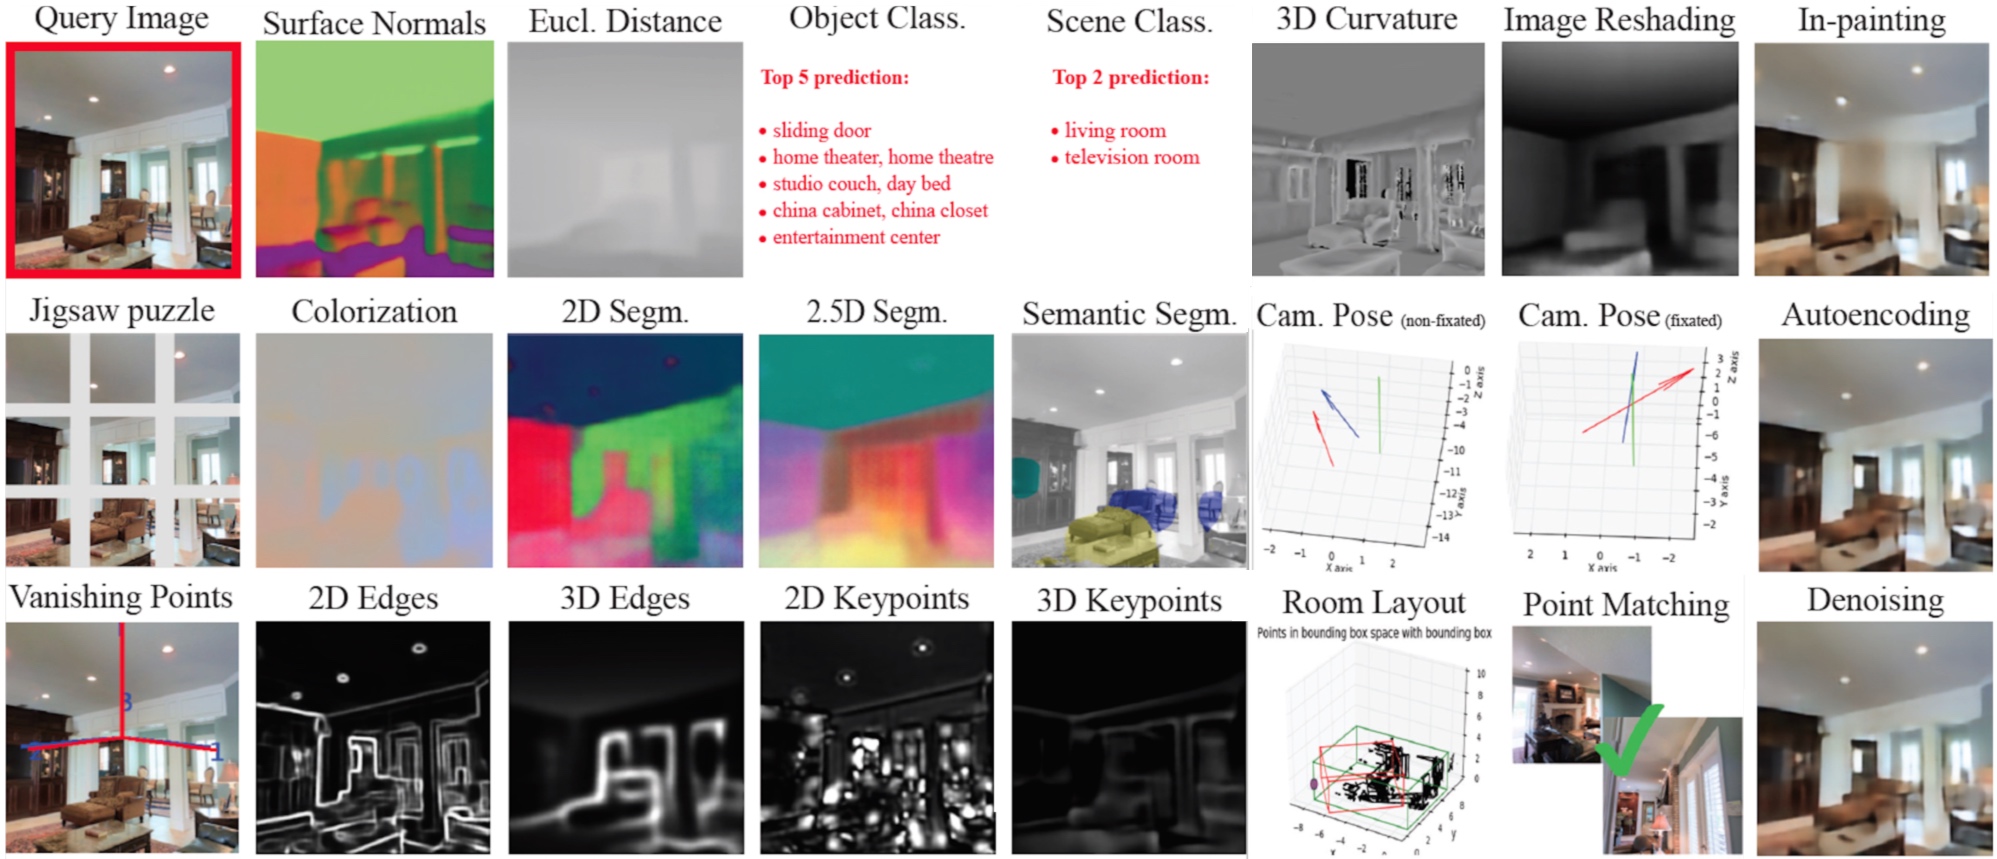 Query Image
Surface Normals
Eucl. Distance
Object Class.
Scene Class.
3D Curvature
Image Reshading
In-painting
Top 5 prediction:
• sliding door
• home theater, home theatre
• studio couch, day bed
• china cabinet, china closet
• entertainment center
Top 2 prediction:
• living room
• television room
Jigsaw puzzle
Colorization
2D Segm.
2.5D Segm.
Semantic Segm.
Cam. Pose (non-fixated)
Cam. Pose (fixated)
Autoencoding
0
−1
−2
−3
−4
−10
−11
−12
−13
−14
Z axis
Y axis
−2 −1 0 1 2
X axis
3
2
1
0
−1
−6
−5
−4
−3
−2
Z axis
Y axis
2 1 0 −1 −2
X axis
Vanishing Points
2D Edges
3D Edges
2D Keypoints
3D Keypoints
Room Layout
Point Matching
Denoising
3
1
Points in bounding box space with bounding box
10
8
6
4
2
0
−8 −6 −4 −2 0
x
0 2 4 6 8
y